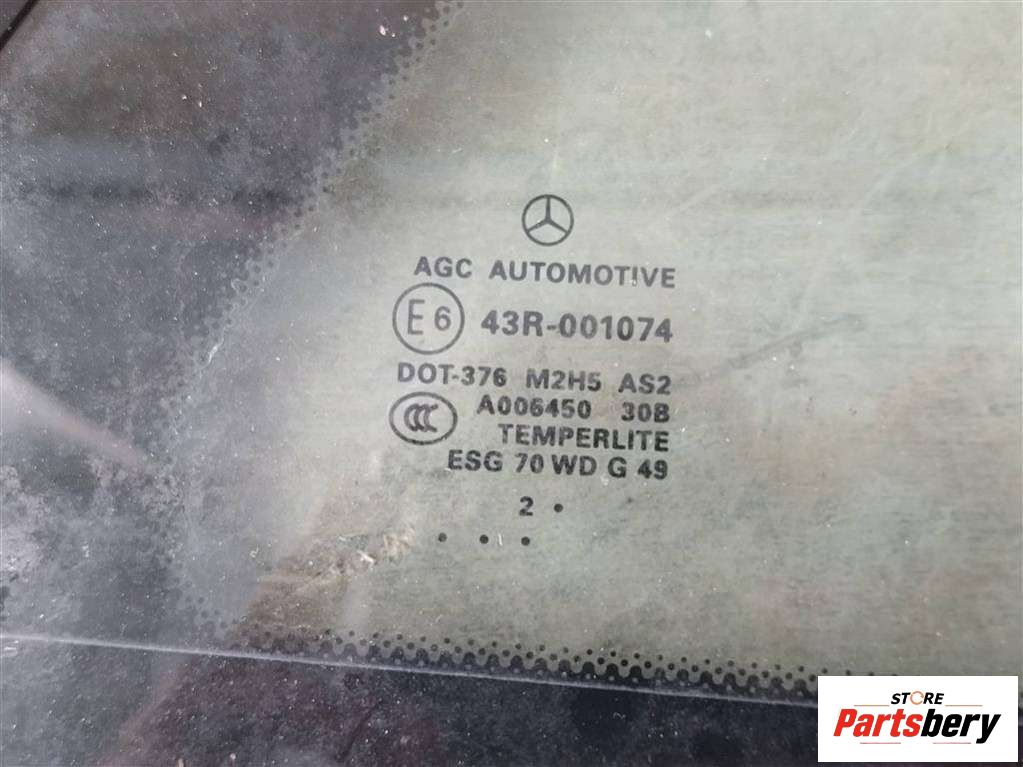 AGC AUTOMOTIVE
E6 43R-001074
DOT-376 M2H5 AS2
CCC A006450 30B
TEMPERLITE
ESG 70 WD G 49
2 .
. . .
STORE
Partsbery